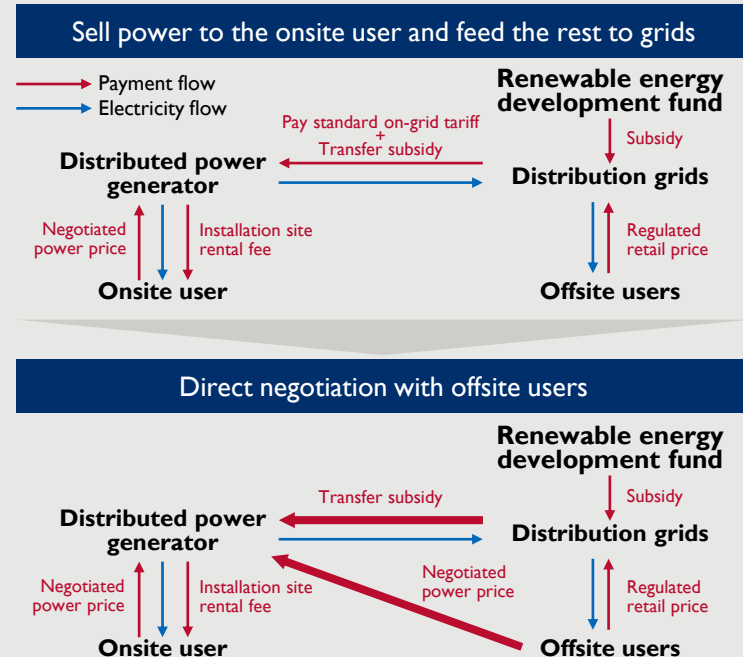 Sell power to the onsite user and feed the rest to grids
Payment flow
Electricity flow
Renewable energy
development fund
Pay standard on-grid tariff
+
Transfer subsidy
Subsidy
Distributed power
generator
Distribution grids
Negotiated
power price
Installation site
rental fee
Regulated
retail price
Onsite user
Offsite users
Direct negotiation with offsite users
Renewable energy
development fund
Transfer subsidy
Subsidy
Distributed power
generator
Distribution grids
Negotiated
power price
Installation site
rental fee
Negotiated
power price
Regulated
retail price
Onsite user
Offsite users